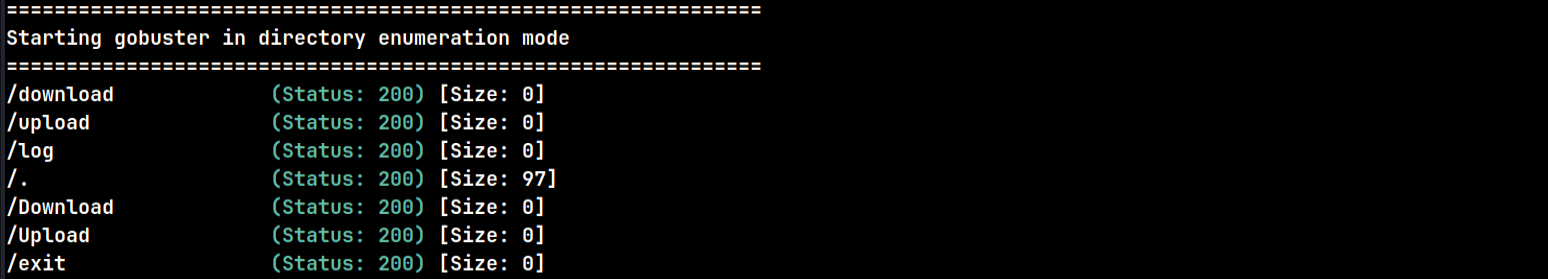 ===============================================================
Starting gobuster in directory enumeration mode
===============================================================
/download             (Status: 200) [Size: 0]
/upload               (Status: 200) [Size: 0]
/log                  (Status: 200) [Size: 0]
/.                    (Status: 200) [Size: 97]
/Download             (Status: 200) [Size: 0]
/Upload               (Status: 200) [Size: 0]
/exit                 (Status: 200) [Size: 0]